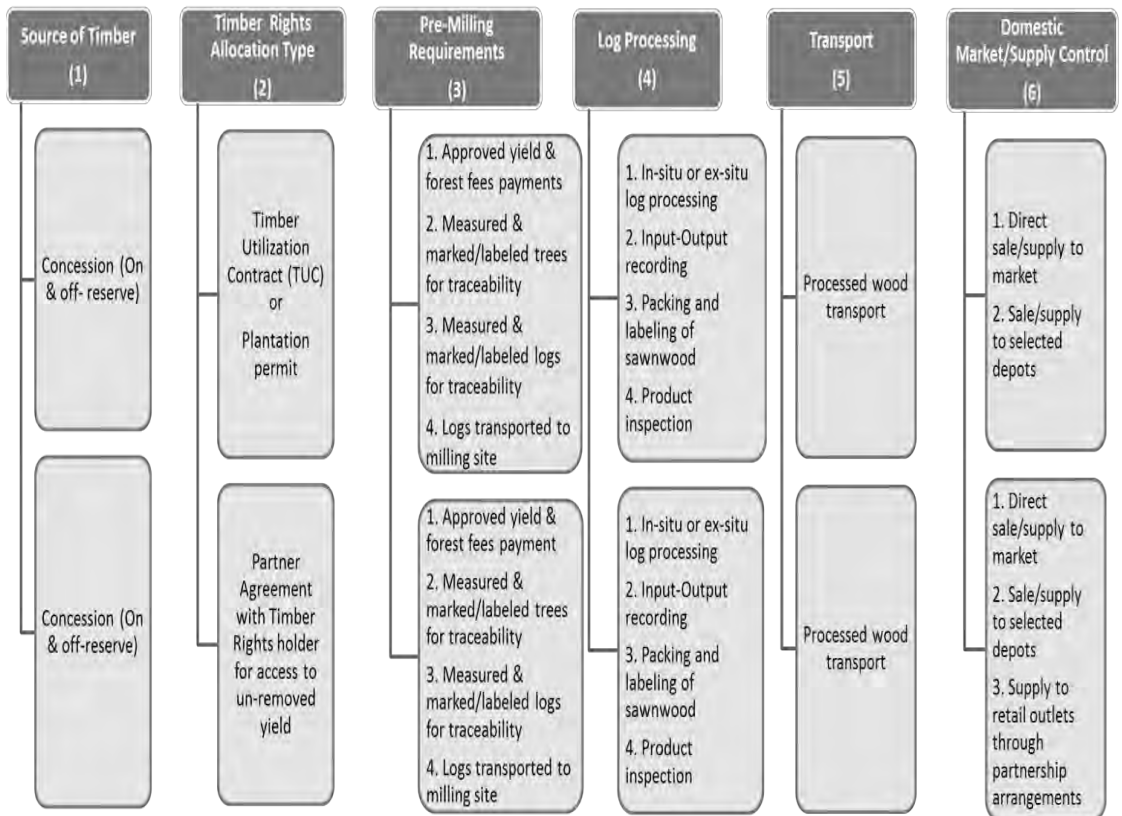 Source of Timber
(1)
Timber Rights
Allocation Type
(2)
Pre-Milling
Requirements
(3)
Log Processing
(4)
Transport
(5)
Domestic
Market/Supply Control
(6)
Concession (On
& off- reserve)
Timber
Utilization
Contract (TUC)
or
Plantation
permit
1. Approved yield &
forest fees payments
2. Measured &
marked/labeled trees
for traceability
3. Measured &
marked/labeled logs
for traceability
4. Logs transported to
milling site
1. In-situ or ex-situ
log processing
2. Input-Output
recording
3. Packing and
labeling of
sawnwood
4. Product
inspection
Processed wood
transport
1. Direct
sale/supply to
market
2. Sale/supply
to selected
depots
Concession (On
& off-reserve)
Partner
Agreement
with Timber
Rights holder
for access to
un-removed
yield
1. Approved yield &
forest fees payment
2. Measured &
marked/labeled trees
for traceability
3. Measured &
marked/labeled logs
for traceability
4. Logs transported to
milling site
1. In-situ or ex-situ
log processing
2. Input-Output
recording
3. Packing and
labeling of
sawnwood
4. Product
inspection
Processed wood
transport
1. Direct
sale/supply to
market
2. Sale/supply
to selected
depots
3. Supply to
retail outlets
through
partnership
arrangements